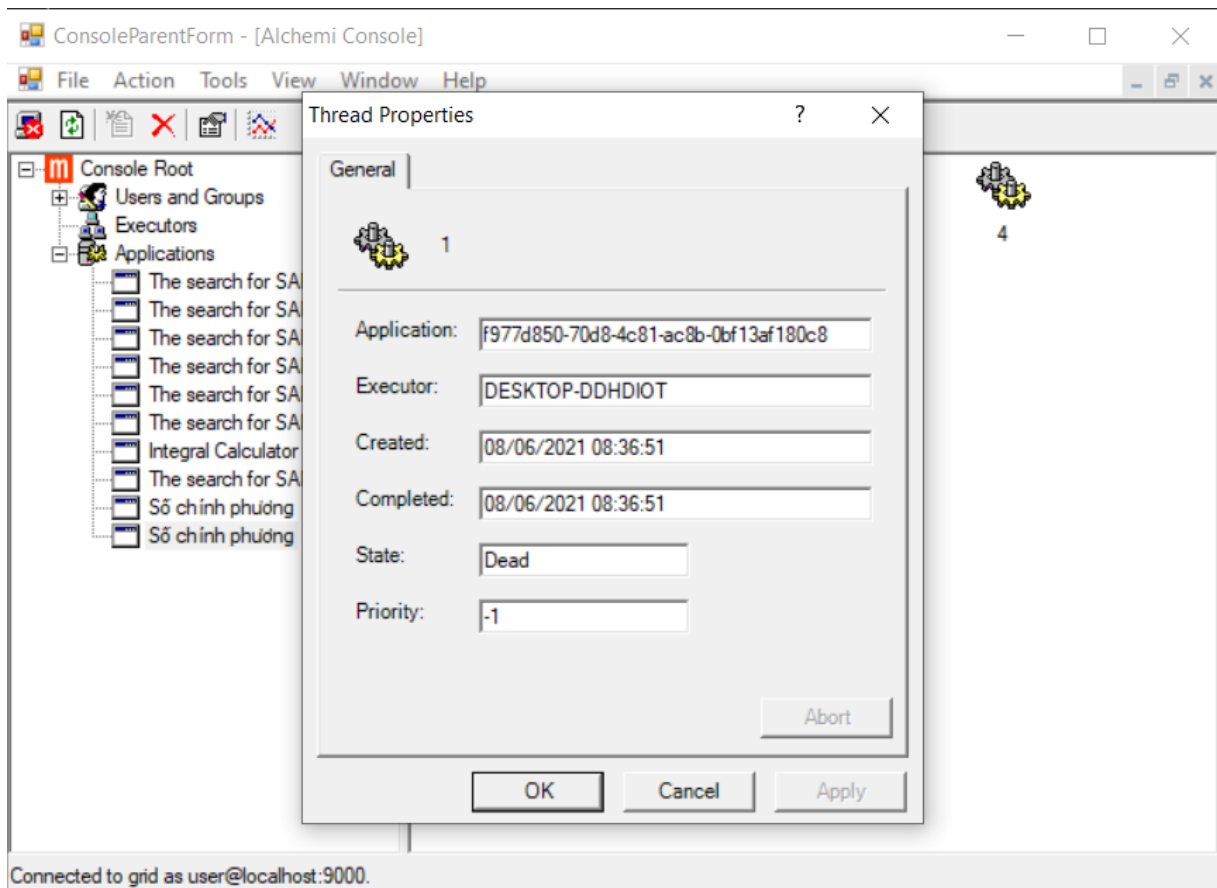 ConsoleParentForm - [Alchemi Console]
File Action Tools View Window Help
Console Root
Users and Groups
Executors
Applications
The search for SA
The search for SA
The search for SA
The search for SA
The search for SA
The search for SA
Integral Calculator
The search for SA
Số chính phương
Số chính phương
4
Thread Properties
General
1
Application: f977d850-70d8-4c81-ac8b-0bf13af180c8
Executor: DESKTOP-DDHDIOT
Created: 08/06/2021 08:36:51
Completed: 08/06/2021 08:36:51
State: Dead
Priority: -1
Abort
OK Cancel Apply
Connected to grid as user@localhost:9000.